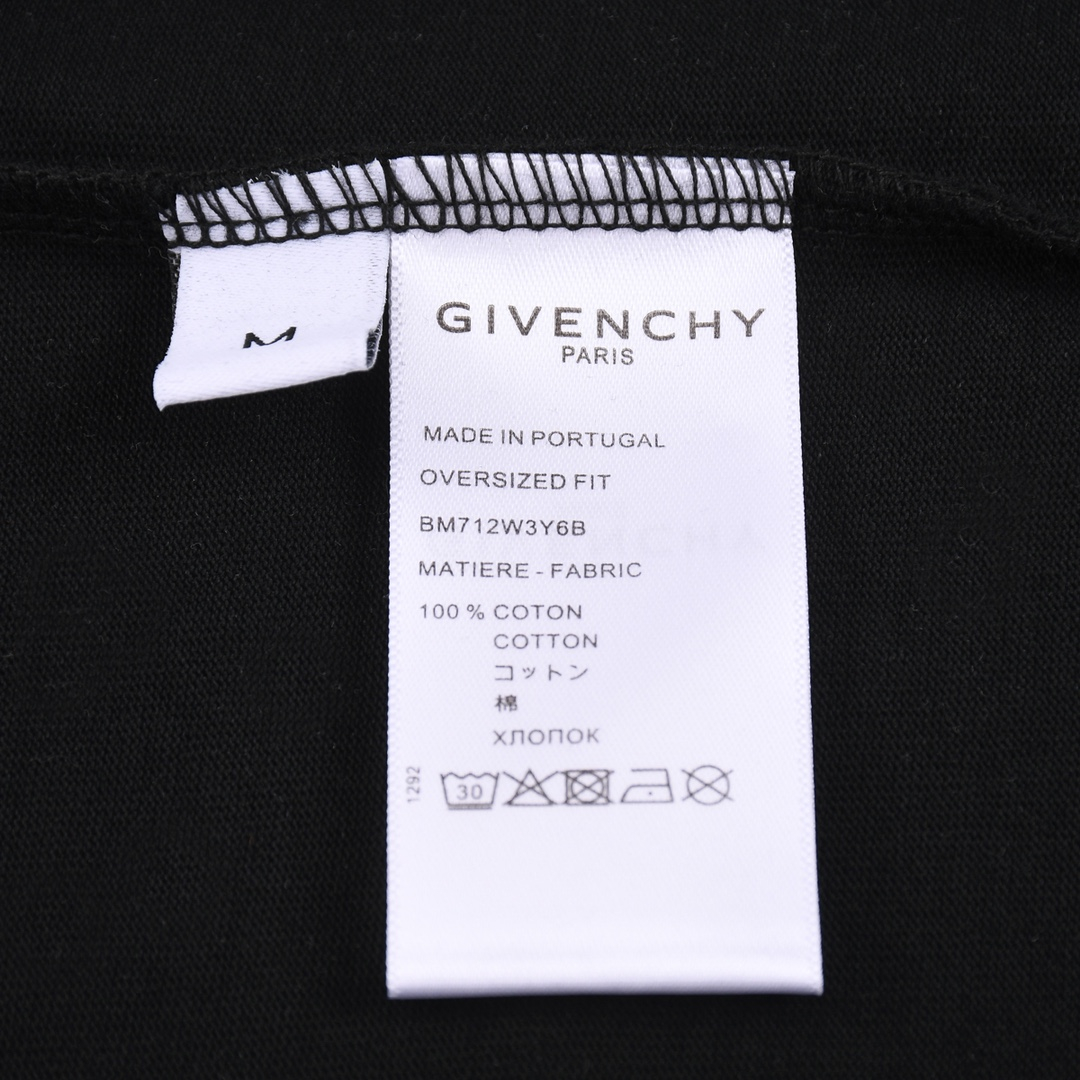 M
GIVENCHY
PARIS
MADE IN PORTUGAL
OVERSIZED FIT
BM712W3Y6B
MATIERE - FABRIC
100 % COTON
COTTON
コットン
棉
ХЛОПОК
1292
30